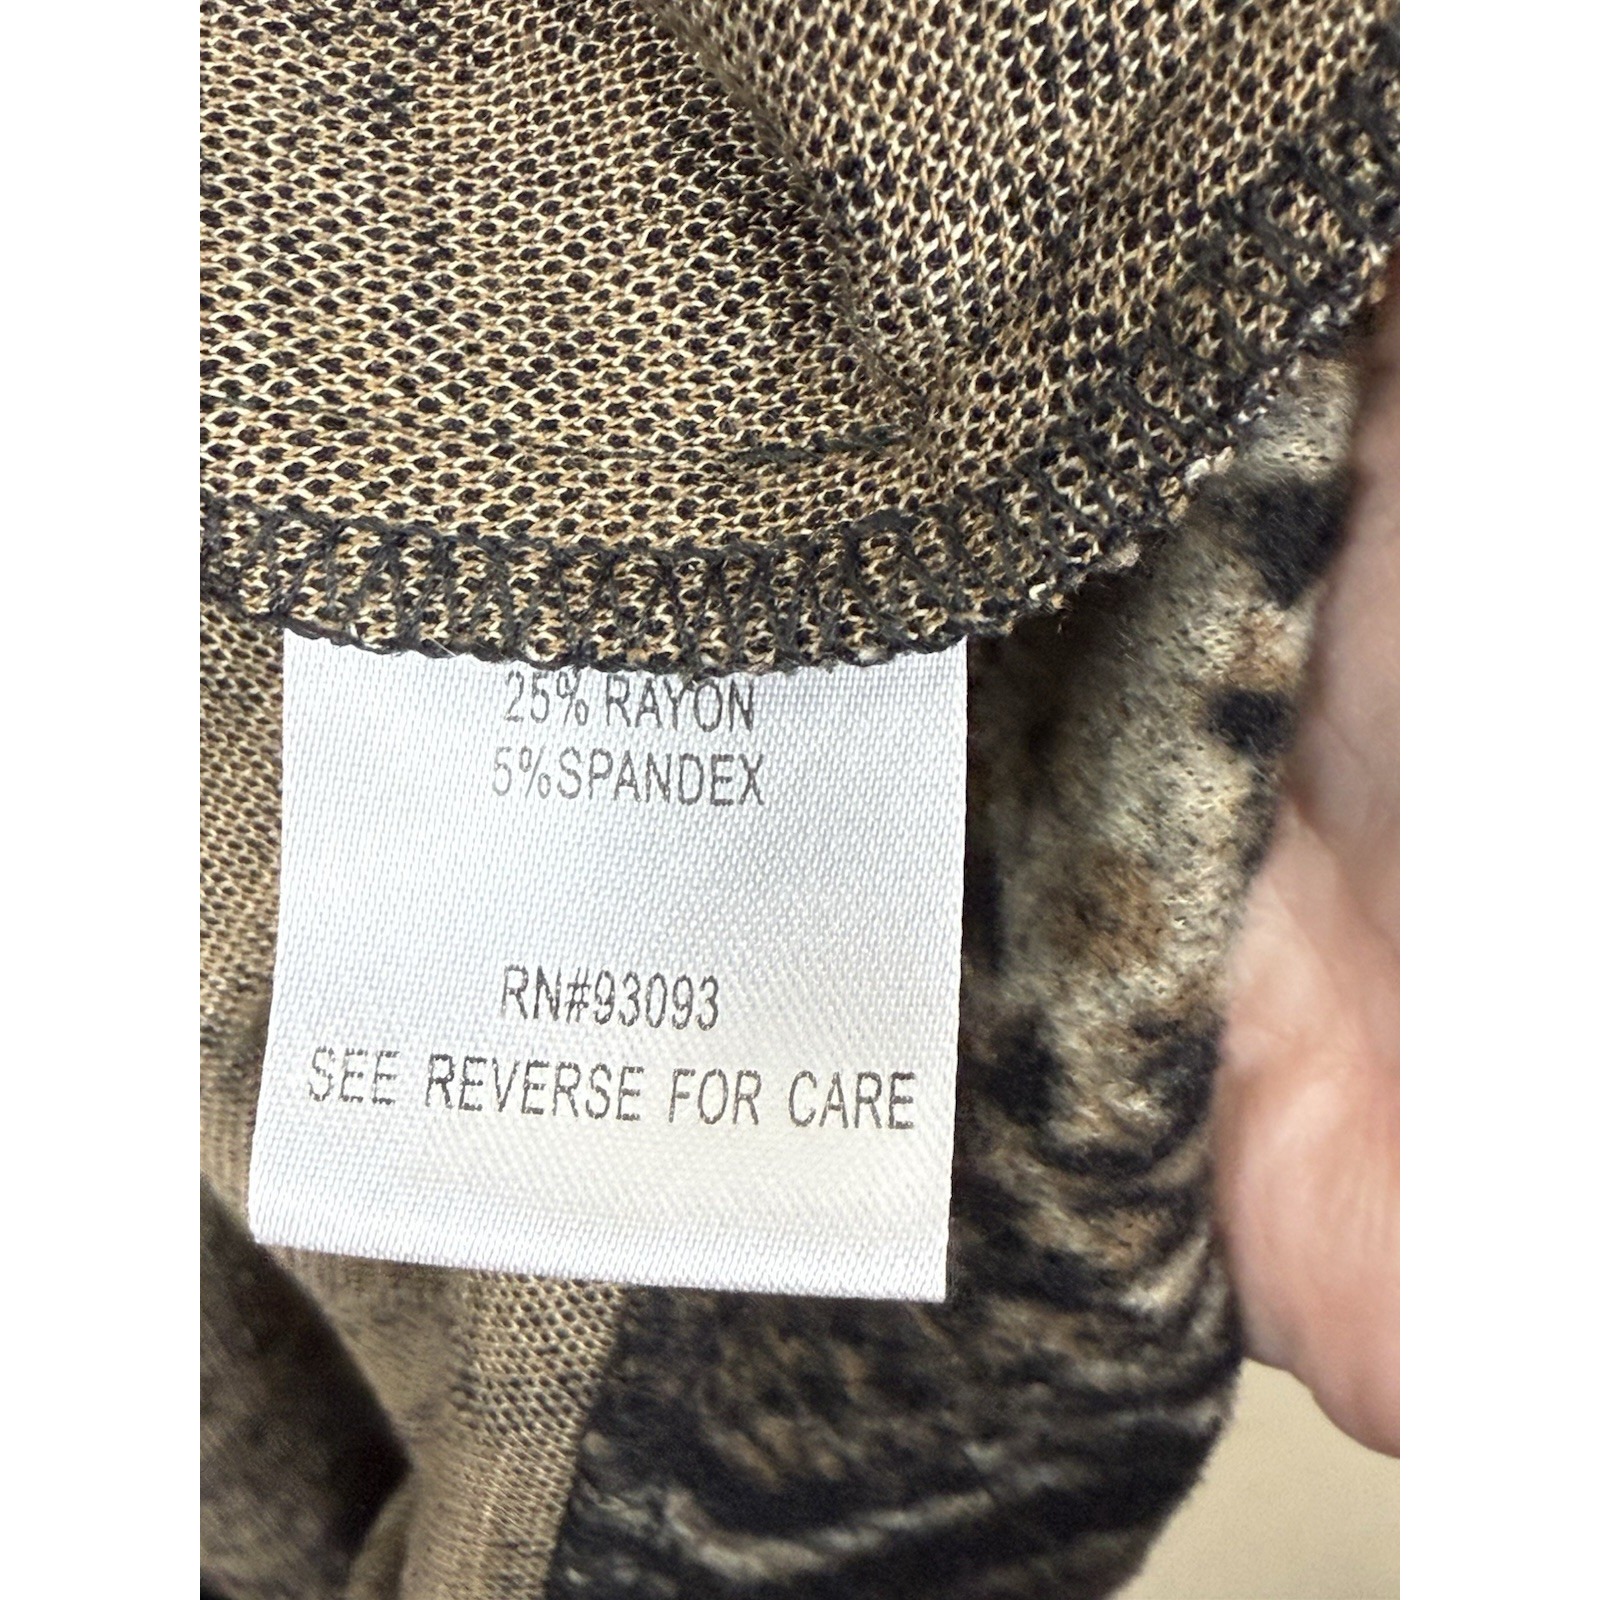 25% RAYON
5%SPANDEX
RN#93093
SEE REVERSE FOR CARE